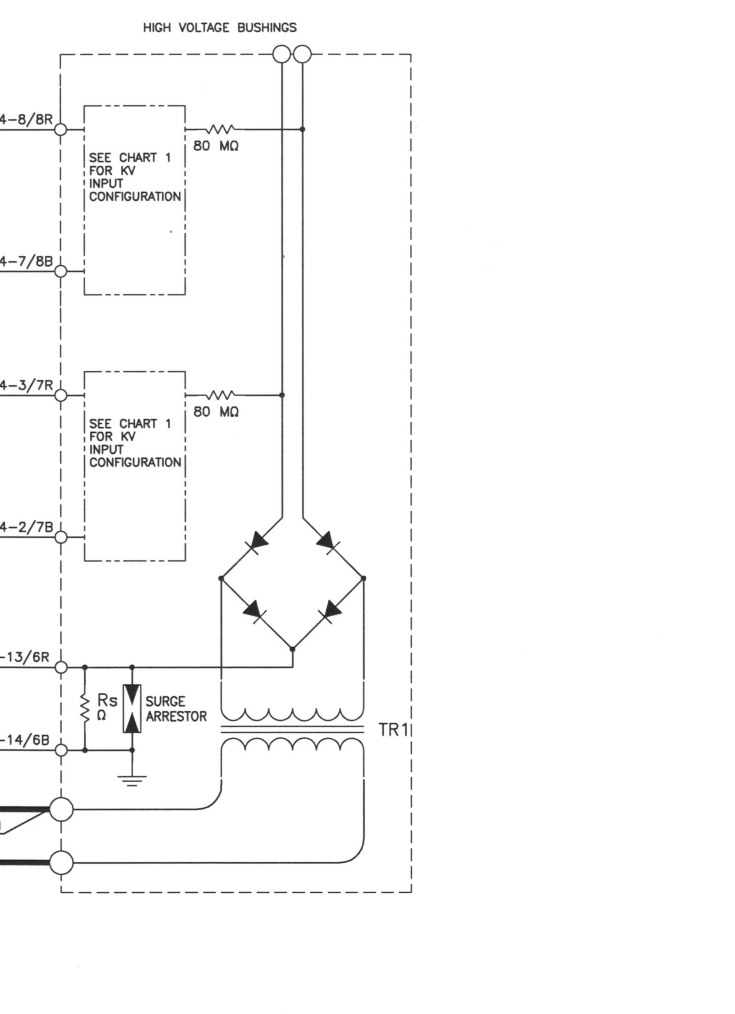 HIGH VOLTAGE BUSHINGS
4-8/8R
80 MΩ
SEE CHART 1
FOR KV
INPUT
CONFIGURATION
4-7/8B
4-3/7R
80 MΩ
SEE CHART 1
FOR KV
INPUT
CONFIGURATION
4-2/7B
-13/6R
Rs
Ω
SURGE
ARRESTOR
TR1
-14/6B